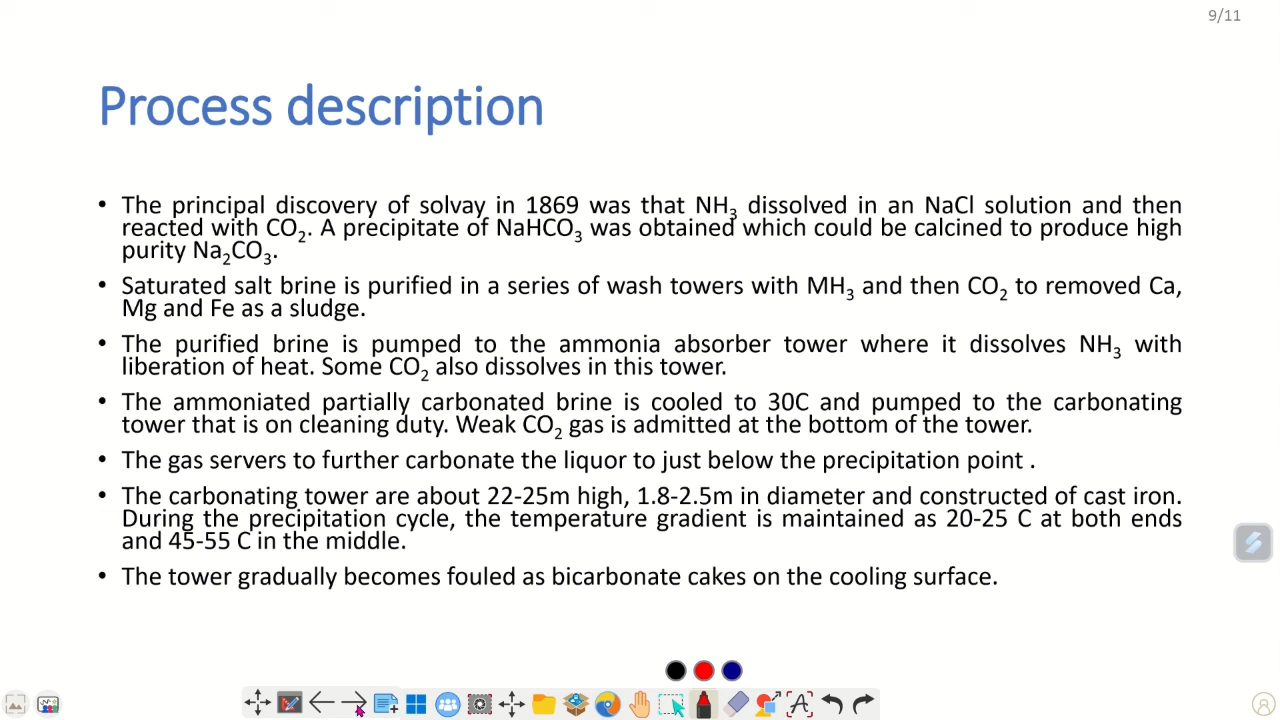 9/11
Process description
• The principal discovery of solvay in 1869 was that NH₃ dissolved in an NaCl solution and then
reacted with CO₂. A precipitate of NaHCO₃ was obtained which could be calcined to produce high
purity Na₂CO₃.
• Saturated salt brine is purified in a series of wash towers with MH₃ and then CO₂ to removed Ca,
Mg and Fe as a sludge.
• The purified brine is pumped to the ammonia absorber tower where it dissolves NH₃ with
liberation of heat. Some CO₂ also dissolves in this tower.
• The ammoniated partially carbonated brine is cooled to 30C and pumped to the carbonating
tower that is on cleaning duty. Weak CO₂ gas is admitted at the bottom of the tower.
• The gas servers to further carbonate the liquor to just below the precipitation point .
• The carbonating tower are about 22-25m high, 1.8-2.5m in diameter and constructed of cast iron.
During the precipitation cycle, the temperature gradient is maintained as 20-25 C at both ends
and 45-55 C in the middle.
• The tower gradually becomes fouled as bicarbonate cakes on the cooling surface.